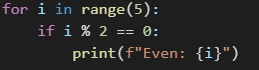 for i in range(5):
    if i % 2 == 0:
        print(f"Even: {i}")